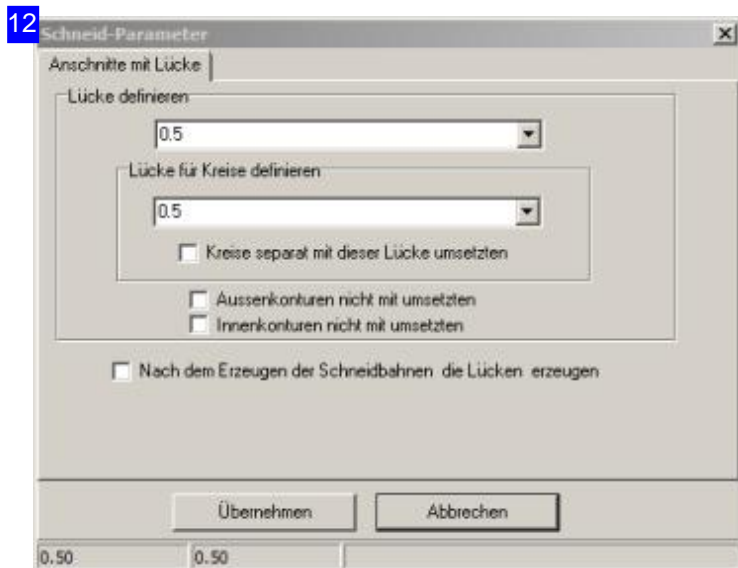 12
Schneid-Parameter
Anschnitte mit Lücke
Lücke definieren
0.5
Lücke für Kreise definieren
0.5
Kreise separat mit dieser Lücke umsetzten
Aussenkonturen nicht mit umsetzten
Innenkonturen nicht mit umsetzten
Nach dem Erzeugen der Schneidbahnen die Lücken erzeugen
Übernehmen Abbrechen
0.50 0.50